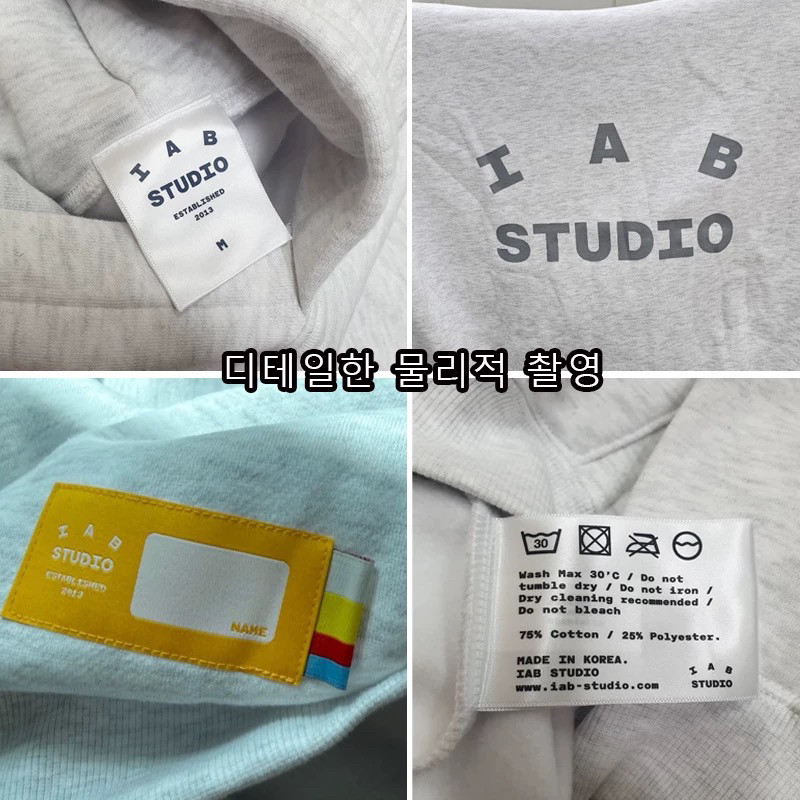 I A B
STUDIO
ESTABLISHED
2013
M
I A B
STUDIO
디테일한 물리적 촬영
I A B
STUDIO
ESTABLISHED
2013
NAME
30
Wash Max 30°C / Do not
tumble dry / Do not iron /
Dry cleaning recommended /
Do not bleach
75% Cotton / 25% Polyester.
MADE IN KOREA.
IAB STUDIO
www.iab-studio.com
I A B
STUDIO